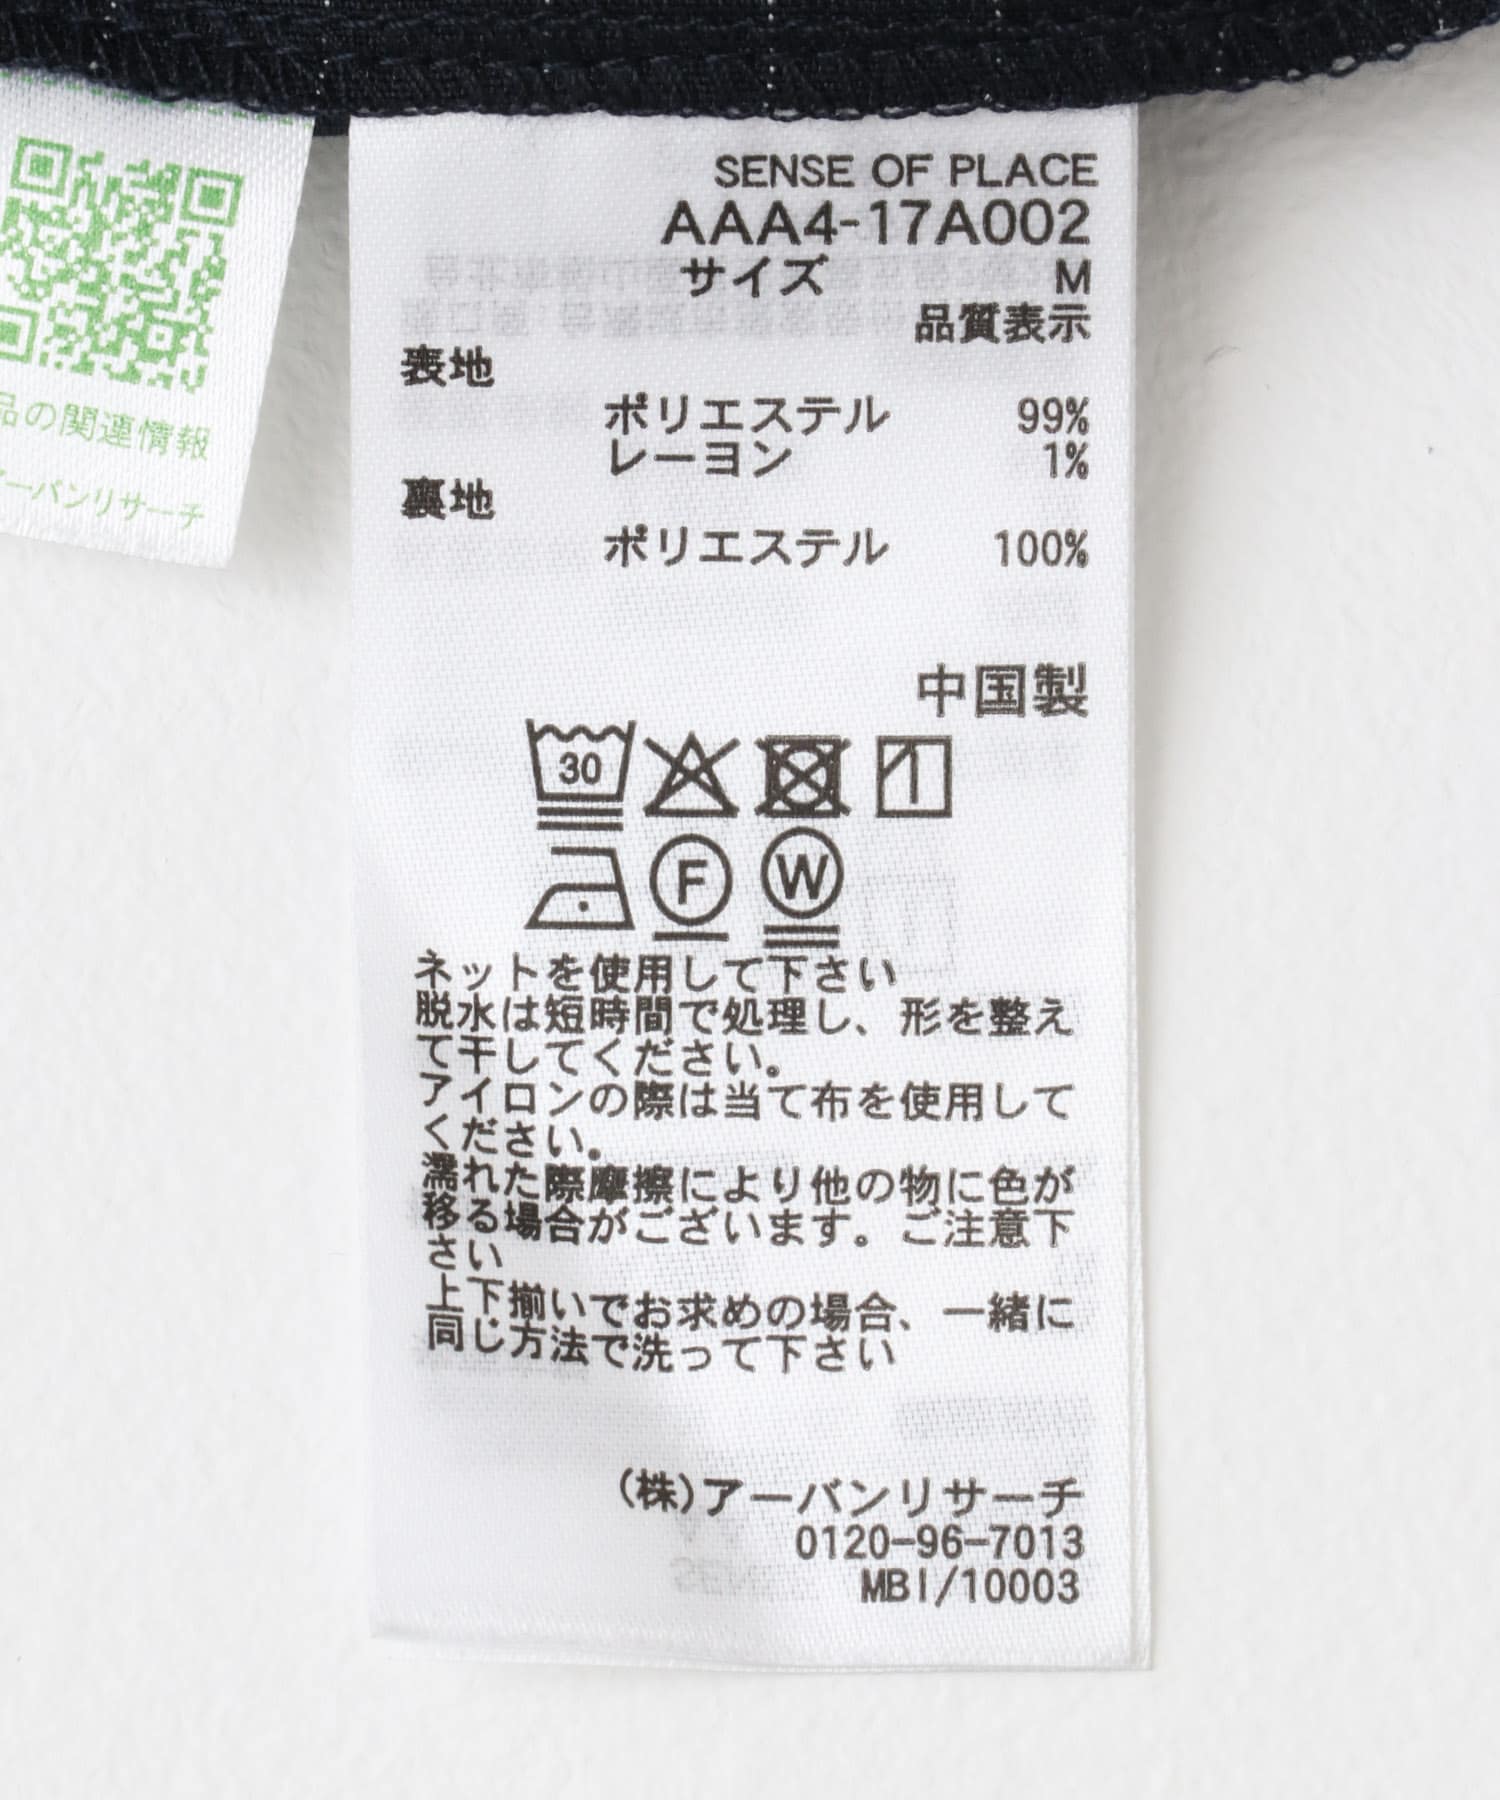 SENSE OF PLACE
AAA4-17A002
サイズ M
品質表示
表地
ポリエステル 99%
レーヨン 1%
裏地
ポリエステル 100%
中国製
30
F W
ネットを使用して下さい
脱水は短時間で処理し、形を整え
て干してください。
アイロンの際は当て布を使用して
ください。
濡れた際摩擦により他の物に色が
移る場合がございます。ご注意下
さい
上下揃いでお求めの場合、一緒に
同じ方法で洗って下さい
(株)アーバンリサーチ
0120-96-7013
MBI/10003
品の関連情報
アーバンリサーチ